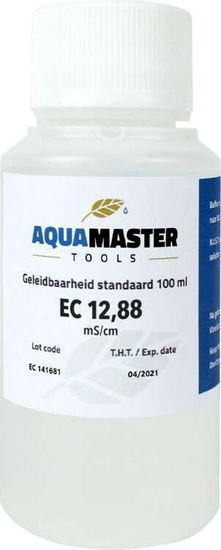 AQUAMASTER
TOOLS
Geleidbaarheid standaard 100 ml
EC 12,88
mS/cm
Lot code
T.H.T. / Exp. date
EC 141681
04/2021